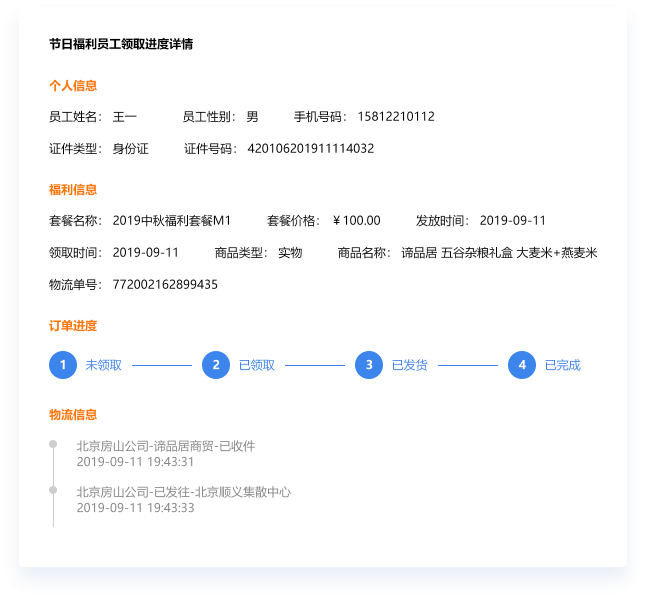 节日福利员工领取进度详情
个人信息
员工姓名： 王一 员工性别： 男 手机号码： 15812210112
证件类型： 身份证 证件号码： 420106201911114032
福利信息
套餐名称： 2019中秋福利套餐M1 套餐价格： ￥100.00 发放时间： 2019-09-11
领取时间： 2019-09-11 商品类型： 实物 商品名称： 谛品居 五谷杂粮礼盒 大麦米+燕麦米
物流单号： 772002162899435
订单进度
1 未领取 2 已领取 3 已发货 4 已完成
物流信息
北京房山公司-谛品居商贸-已收件
2019-09-11 19:43:31
北京房山公司-已发往-北京顺义集散中心
2019-09-11 19:43:33